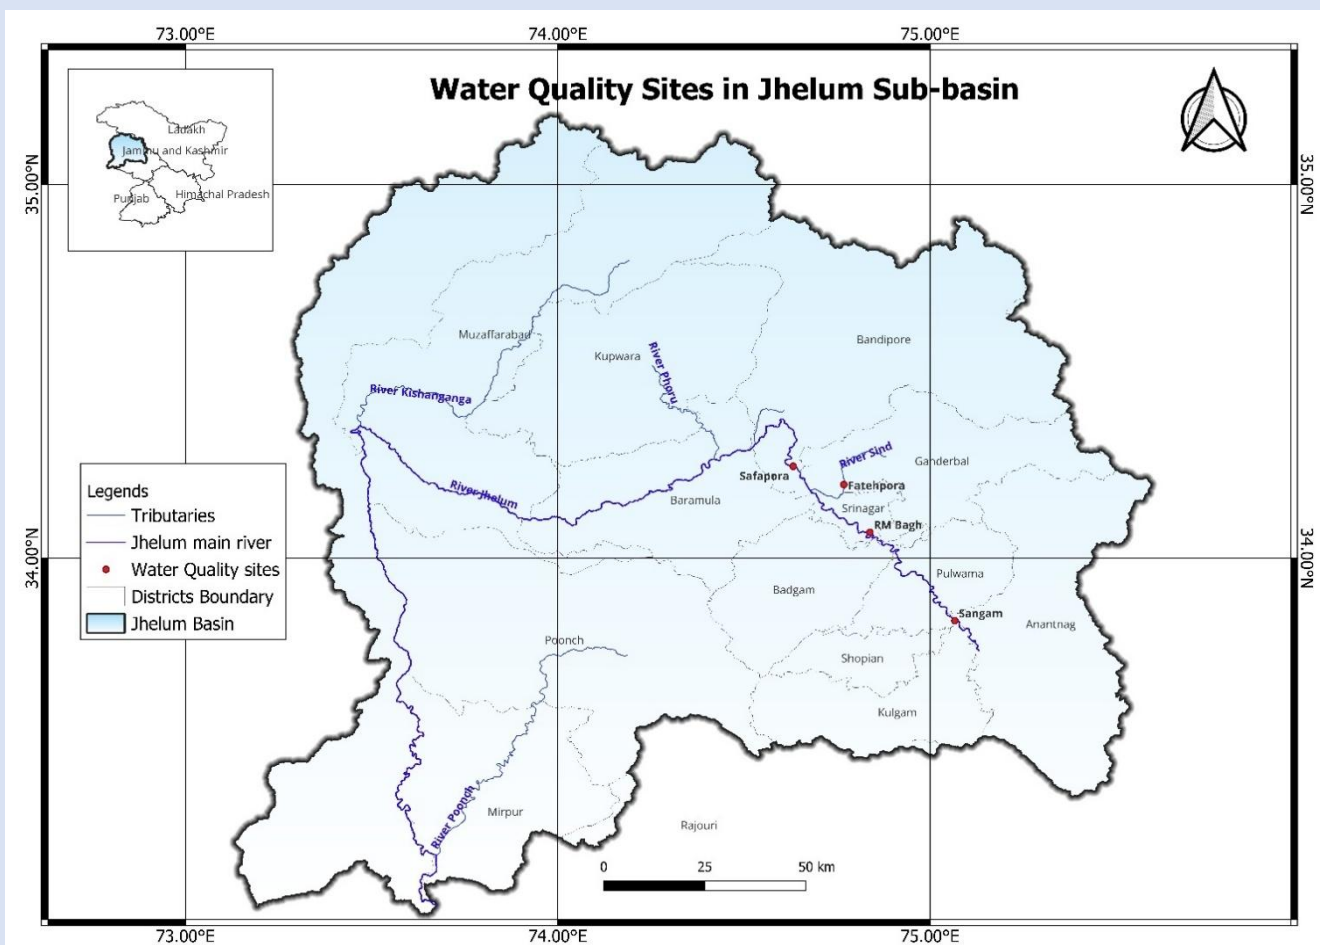 73.00°E 74.00°E 75.00°E
Water Quality Sites in Jhelum Sub-basin
Ladakh
Jammu and Kashmir
Punjab
Himachal Pradesh
35.00°N
35.00°N
Muzaffarabad
Kupwara
River Phoru
Bandipore
River Kishanganga
River Sind
Ganderbal
Safapora
Fatehpora
River Jhelum
Baramula
Srinagar
RM Bagh
Legends
Tributaries
Jhelum main river
Water Quality sites
Districts Boundary
Jhelum Basin
34.00°N
34.00°N
Pulwama
Badgam
Sangam
Anantnag
Poonch
Shopian
Kulgam
River Poonch
Mirpur
Rajouri
0 25 50 km
73.00°E 74.00°E 75.00°E